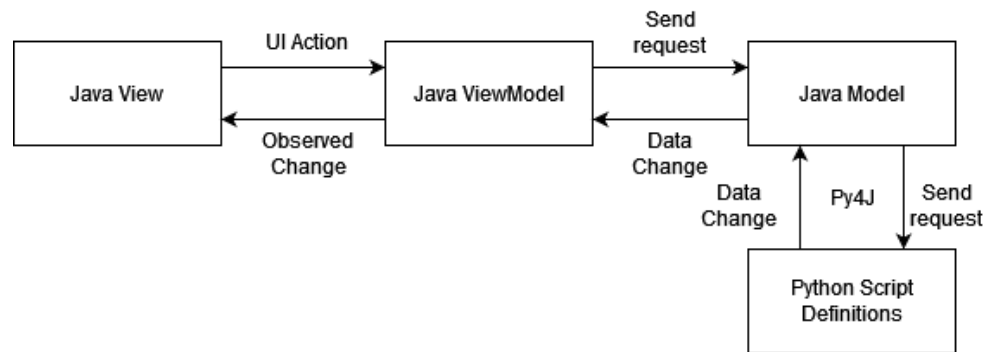 UI Action
Send
request
Java View
Java ViewModel
Java Model
Observed
Change
Data
Change
Data
Change
Py4J
Send
request
Python Script
Definitions